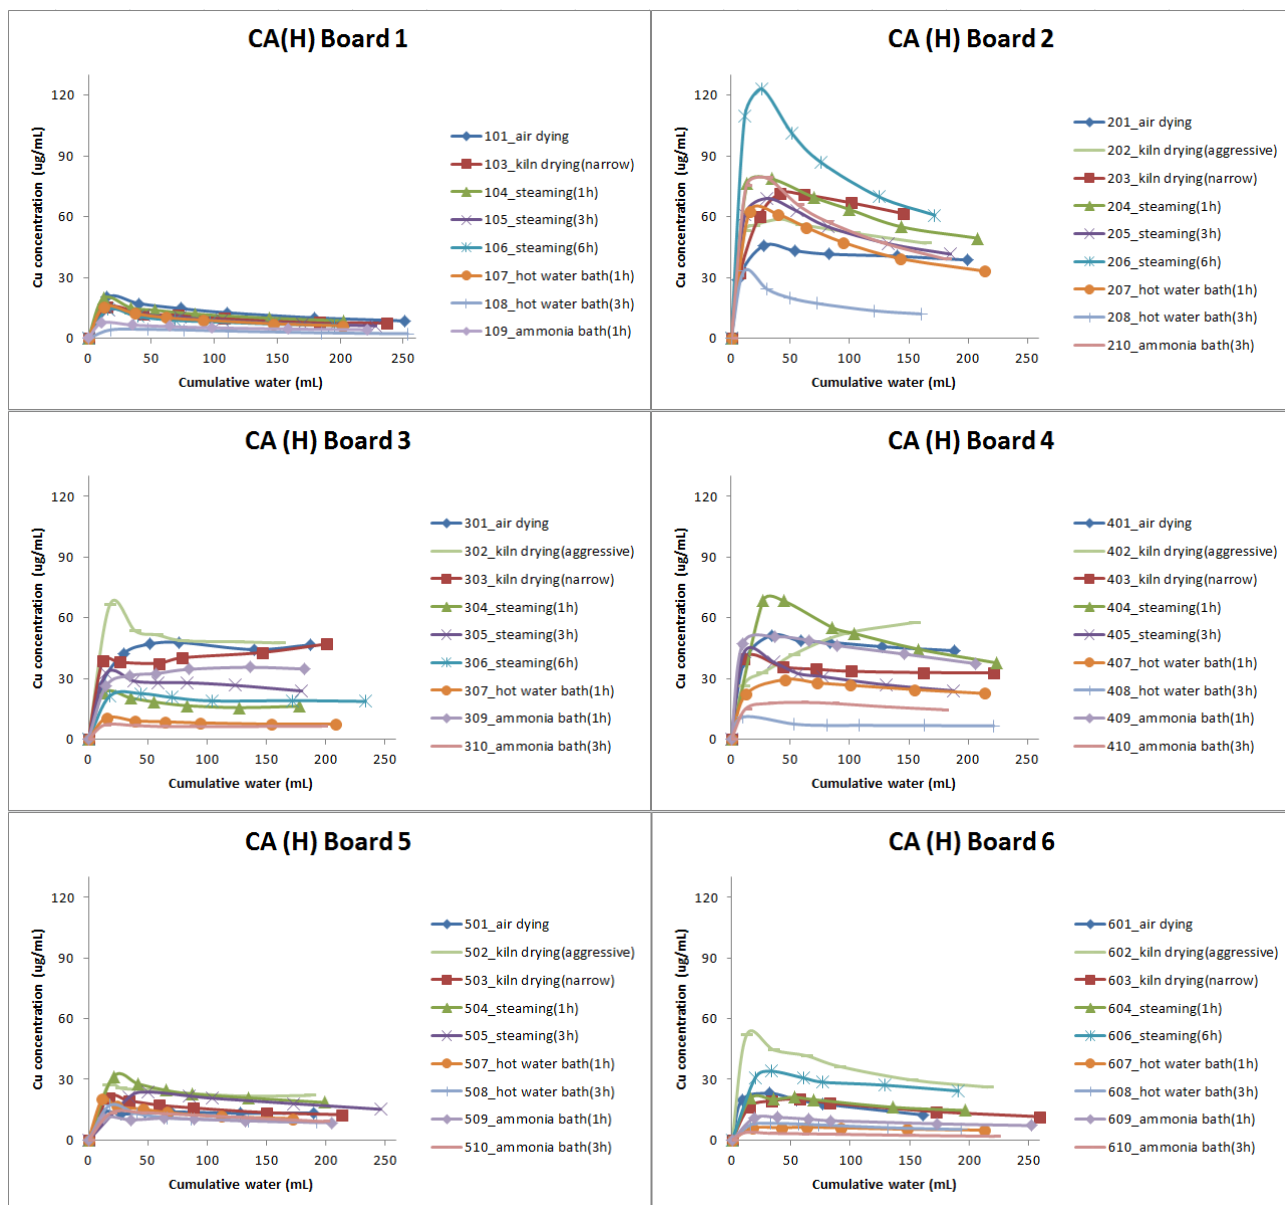 CA(H) Board 1
Cu concentration (ug/mL)
120
90
60
30
0
0 50 100 150 200 250
Cumulative water (mL)
101_air dying
103_kiln drying(narrow)
104_steaming(1h)
105_steaming(3h)
106_steaming(6h)
107_hot water bath(1h)
108_hot water bath(3h)
109_ammonia bath(1h)
CA (H) Board 2
Cu concentration (ug/mL)
120
90
60
30
0
0 50 100 150 200 250
Cumulative water (mL)
201_air dying
202_kiln drying(aggressive)
203_kiln drying(narrow)
204_steaming(1h)
205_steaming(3h)
206_steaming(6h)
207_hot water bath(1h)
208_hot water bath(3h)
210_ammonia bath(3h)
CA (H) Board 3
Cu concentration (ug/mL)
120
90
60
30
0
0 50 100 150 200 250
Cumulative water (mL)
301_air dying
302_kiln drying(aggressive)
303_kiln drying(narrow)
304_steaming(1h)
305_steaming(3h)
306_steaming(6h)
307_hot water bath(1h)
309_ammonia bath(1h)
310_ammonia bath(3h)
CA (H) Board 4
Cu concentration (ug/mL)
120
90
60
30
0
0 50 100 150 200 250
Cumulative water (mL)
401_air dying
402_kiln drying(aggressive)
403_kiln drying(narrow)
404_steaming(1h)
405_steaming(3h)
407_hot water bath(1h)
408_hot water bath(3h)
409_ammonia bath(1h)
410_ammonia bath(3h)
CA (H) Board 5
Cu concentration (ug/mL)
120
90
60
30
0
0 50 100 150 200 250
Cumulative water (mL)
501_air dying
502_kiln drying(aggressive)
503_kiln drying(narrow)
504_steaming(1h)
505_steaming(3h)
507_hot water bath(1h)
508_hot water bath(3h)
509_ammonia bath(1h)
510_ammonia bath(3h)
CA (H) Board 6
Cu concentration (ug/mL)
120
90
60
30
0
0 50 100 150 200 250
Cumulative water (mL)
601_air dying
602_kiln drying(aggressive)
603_kiln drying(narrow)
604_steaming(1h)
606_steaming(6h)
607_hot water bath(1h)
608_hot water bath(3h)
609_ammonia bath(1h)
610_ammonia bath(3h)